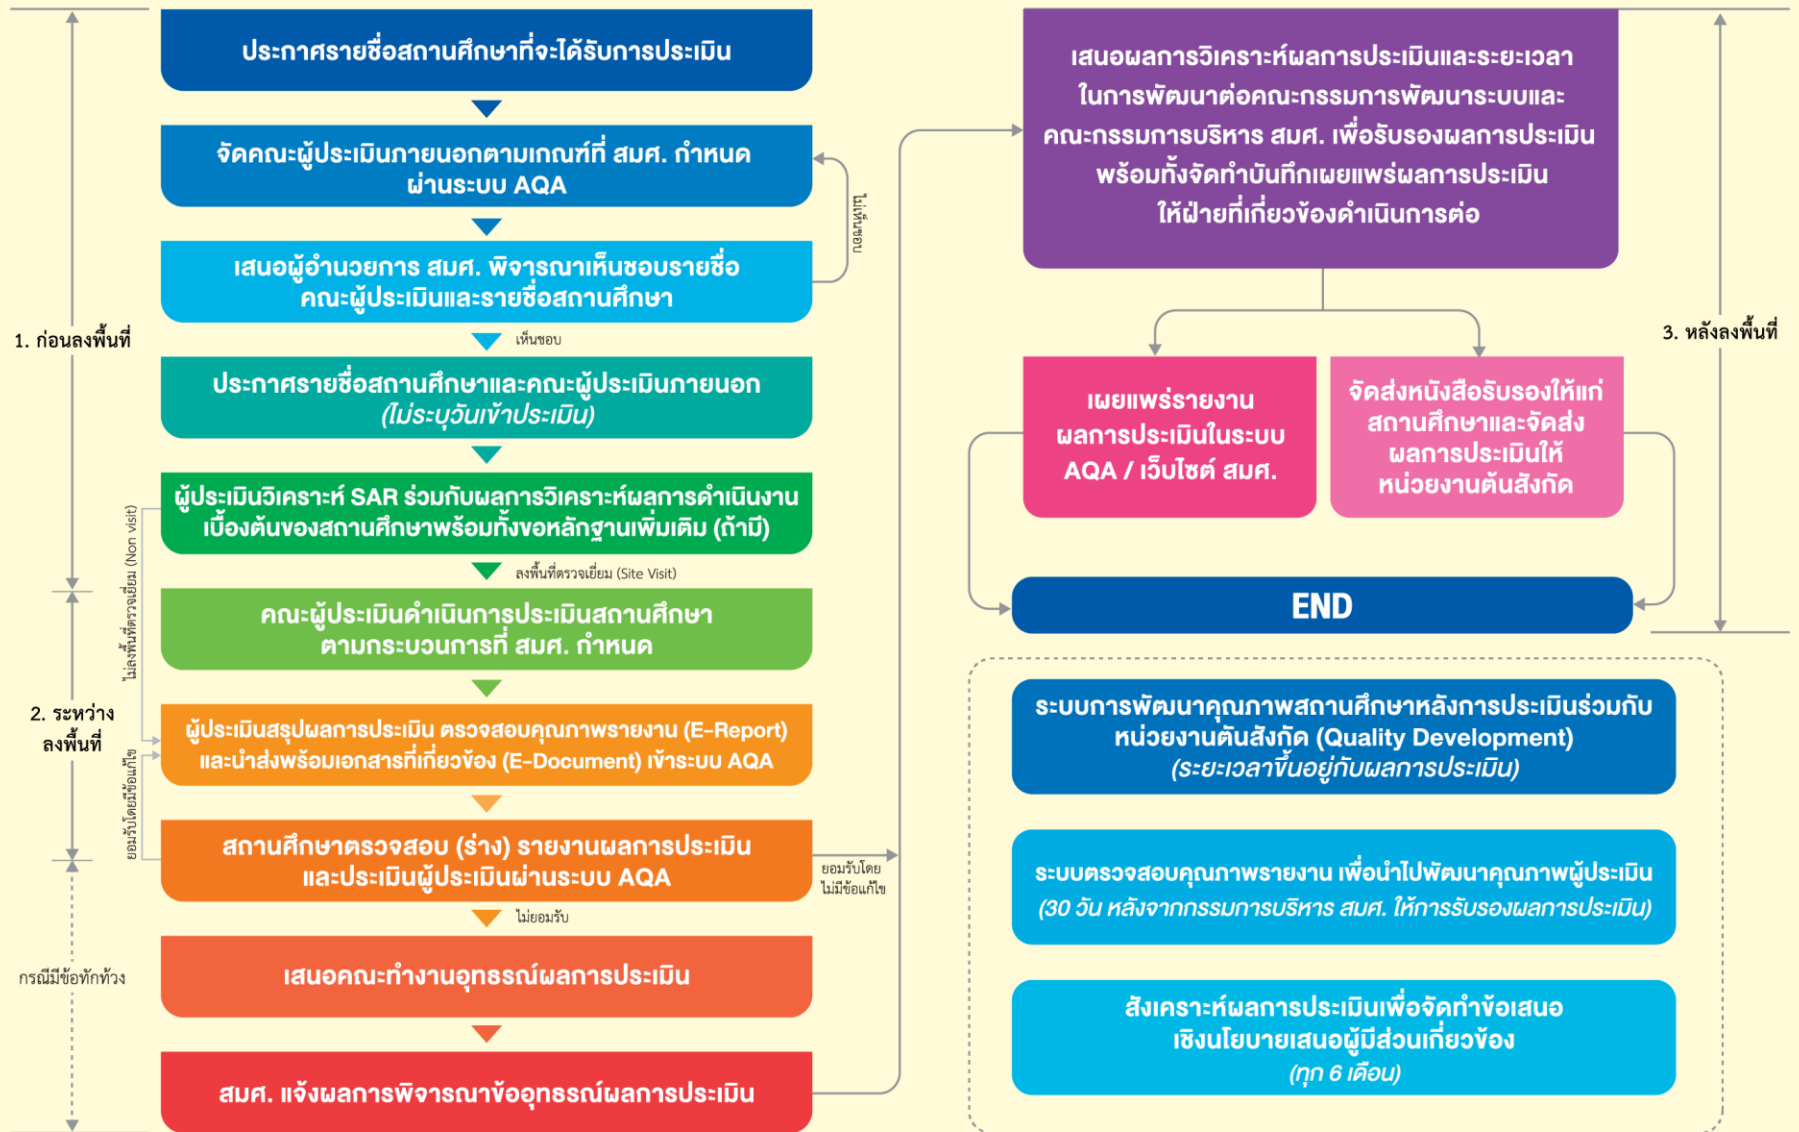 ประกาศรายชื่อสถานศึกษาที่จะได้รับการประเมิน
จัดคณะผู้ประเมินภายนอกตามเกณฑ์ที่ สมศ. กำหนด
ผ่านระบบ AQA
ไม่เห็นชอบ
เสนอผู้อำนวยการ สมศ. พิจารณาเห็นชอบรายชื่อ
คณะผู้ประเมินและรายชื่อสถานศึกษา
1. ก่อนลงพื้นที่
เห็นชอบ
ประกาศรายชื่อสถานศึกษาและคณะผู้ประเมินภายนอก
(ไม่ระบุวันเข้าประเมิน)
ผู้ประเมินวิเคราะห์ SAR ร่วมกับผลการวิเคราะห์ผลการดำเนินงาน
เบื้องต้นของสถานศึกษาพร้อมทั้งขอหลักฐานเพิ่มเติม (ถ้ามี)
ไม่ลงพื้นที่ตรวจเยี่ยม (Non visit)
ลงพื้นที่ตรวจเยี่ยม (Site Visit)
คณะผู้ประเมินดำเนินการประเมินสถานศึกษา
ตามกระบวนการที่ สมศ. กำหนด
2. ระหว่าง
ลงพื้นที่
ผู้ประเมินสรุปผลการประเมิน ตรวจสอบคุณภาพรายงาน (E-Report)
และนำส่งพร้อมเอกสารที่เกี่ยวข้อง (E-Document) เข้าระบบ AQA
ยอมรับโดยมีข้อแก้ไข
สถานศึกษาตรวจสอบ (ร่าง) รายงานผลการประเมิน
และประเมินผู้ประเมินผ่านระบบ AQA
ยอมรับโดย
ไม่มีข้อแก้ไข
ไม่ยอมรับ
กรณีมีข้อทักท้วง
เสนอคณะทำงานอุทธรณ์ผลการประเมิน
สมศ. แจ้งผลการพิจารณาข้ออุทธรณ์ผลการประเมิน
เสนอผลการวิเคราะห์ผลการประเมินและระยะเวลา
ในการพัฒนาต่อคณะกรรมการพัฒนาระบบและ
คณะกรรมการบริหาร สมศ. เพื่อรับรองผลการประเมิน
พร้อมทั้งจัดทำบันทึกเผยแพร่ผลการประเมิน
ให้ฝ่ายที่เกี่ยวข้องดำเนินการต่อ
3. หลังลงพื้นที่
เผยแพร่รายงาน
ผลการประเมินในระบบ
AQA / เว็บไซต์ สมศ.
จัดส่งหนังสือรับรองให้แก่
สถานศึกษาและจัดส่ง
ผลการประเมินให้
หน่วยงานต้นสังกัด
END
ระบบการพัฒนาคุณภาพสถานศึกษาหลังการประเมินร่วมกับ
หน่วยงานต้นสังกัด (Quality Development)
(ระยะเวลาขึ้นอยู่กับผลการประเมิน)
ระบบตรวจสอบคุณภาพรายงาน เพื่อนำไปพัฒนาคุณภาพผู้ประเมิน
(30 วัน หลังจากกรรมการบริหาร สมศ. ให้การรับรองผลการประเมิน)
สังเคราะห์ผลการประเมินเพื่อจัดทำข้อเสนอ
เชิงนโยบายเสนอผู้มีส่วนเกี่ยวข้อง
(ทุก 6 เดือน)